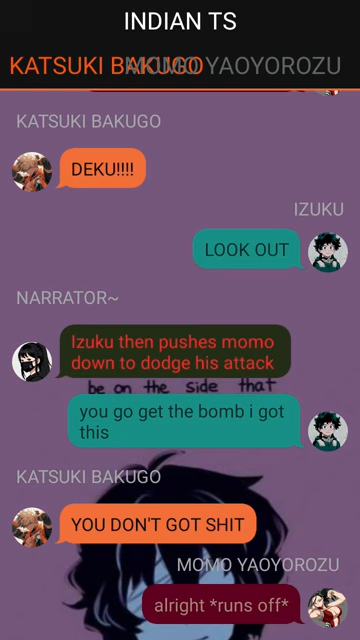 INDIAN TS
KATSUKI BAKUGO MOMO YAOYOROZU
KATSUKI BAKUGO
DEKU!!!!
IZUKU
LOOK OUT
NARRATOR~
Izuku then pushes momo
down to dodge his attack
be on the side that
you go get the bomb i got
this
KATSUKI BAKUGO
YOU DON'T GOT SHIT
MOMO YAOYOROZU
alright *runs off*